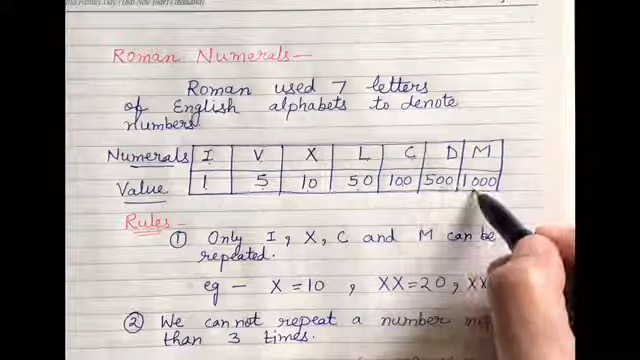 Roman Numerals—
Roman used 7 letters
of English alphabets to denote
numbers.
Numerals I V X L C D M
Value 1 5 10 50 100 500 1000
Rules—
① Only I, X, C and M can be
repeated.
eg – X = 10 , XX = 20, XX
② We cannot repeat a number
than 3 times.